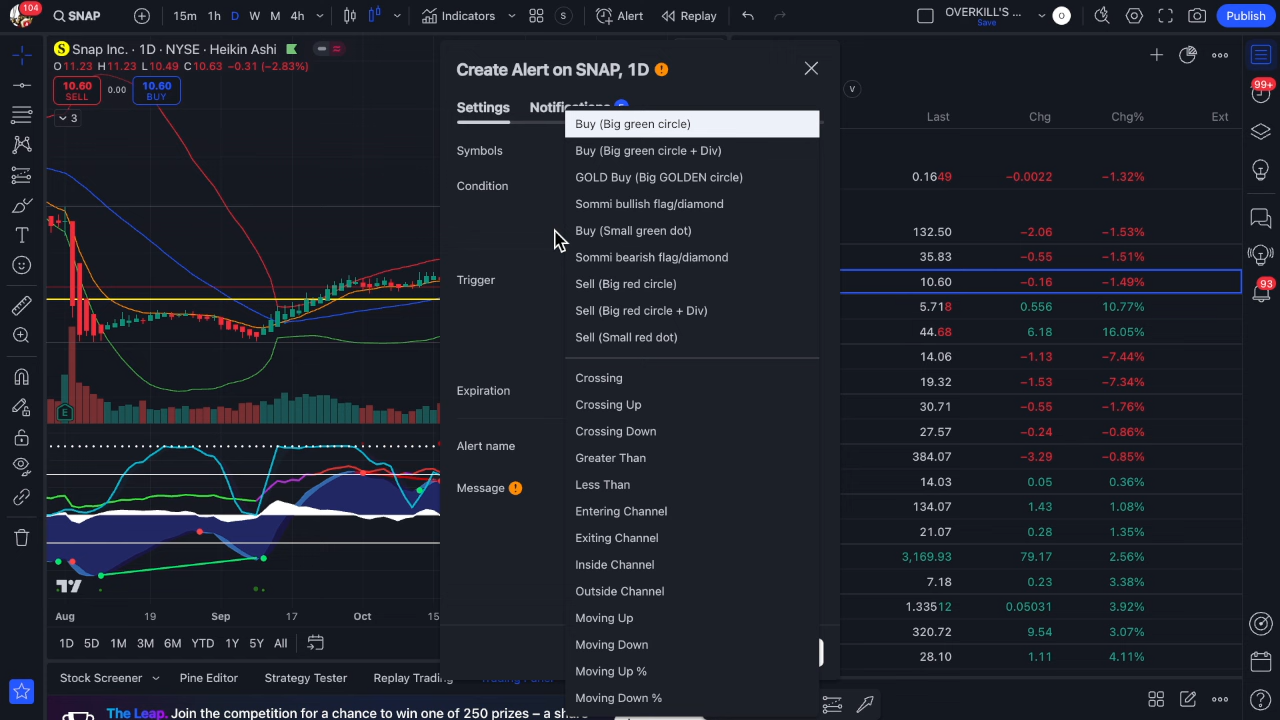 104
SEARCH
15m 1h D W M 4h
Indicators
S
Alert
Replay
OVERKILL'S ...
Save
O
Publish
S Snap Inc. · 1D · NYSE · Heikin Ashi
O11.23 H11.23 L10.49 C10.63 −0.31 (−2.83%)
10.60
SELL
0.00
10.60
BUY
3
Create Alert on SNAP, 1D
Settings
Symbols
Condition
Trigger
Expiration
Alert name
Message
Buy (Big green circle)
Buy (Big green circle + Div)
GOLD Buy (Big GOLDEN circle)
Sommi bullish flag/diamond
Buy (Small green dot)
Sommi bearish flag/diamond
Sell (Big red circle)
Sell (Big red circle + Div)
Sell (Small red dot)
Crossing
Crossing Up
Crossing Down
Greater Than
Less Than
Entering Channel
Exiting Channel
Inside Channel
Outside Channel
Moving Up
Moving Down
Moving Up %
Moving Down %
V
Last Chg Chg% Ext
0.1649 −0.0022 −1.32%
132.50 −2.06 −1.53%
35.83 −0.55 −1.51%
10.60 −0.16 −1.49%
5.718 0.556 10.77%
44.68 6.18 16.05%
14.06 −1.13 −7.44%
19.32 −1.53 −7.34%
30.71 −0.55 −1.76%
27.57 −0.24 −0.86%
384.07 −3.29 −0.85%
14.03 0.05 0.36%
134.07 1.43 1.08%
21.07 0.28 1.35%
3,169.93 79.17 2.56%
7.18 0.23 3.38%
1.33512 0.05031 3.92%
320.72 9.54 3.07%
28.10 1.11 4.11%
99+
93
E
Aug 19 Sep 17 Oct 15
1D 5D 1M 3M 6M YTD 1Y 5Y All
Stock Screener Pine Editor Strategy Tester Replay Trading
The Leap. Join the competition for a chance to win one of 250 prizes – a